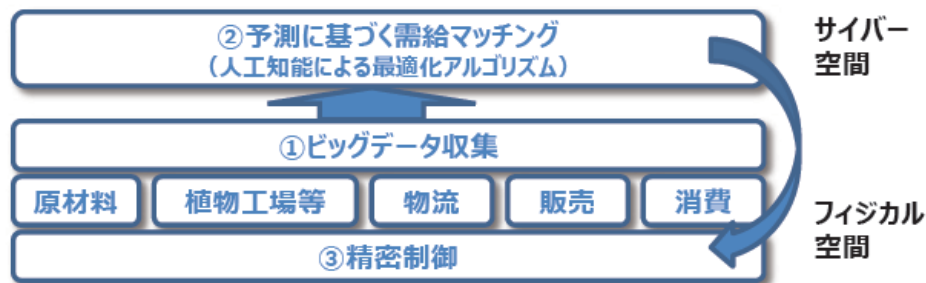 ②予測に基づく需給マッチング
（人工知能による最適化アルゴリズム）
サイバー
空間
①ビッグデータ収集
原材料
植物工場等
物流
販売
消費
フィジカル
空間
③精密制御